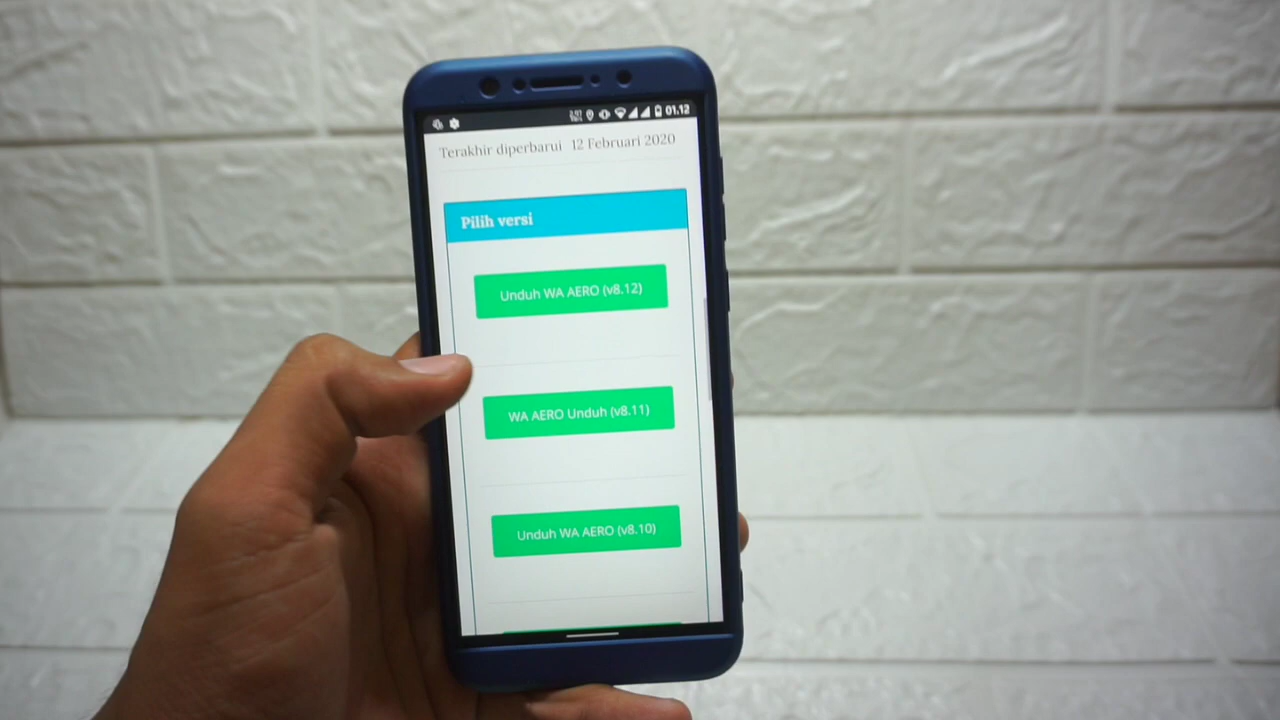 01.12
Terakhir diperbarui 12 Februari 2020
Pilih versi
Unduh WA AERO (v8.12)
WA AERO Unduh (v8.11)
Unduh WA AERO (v8.10)